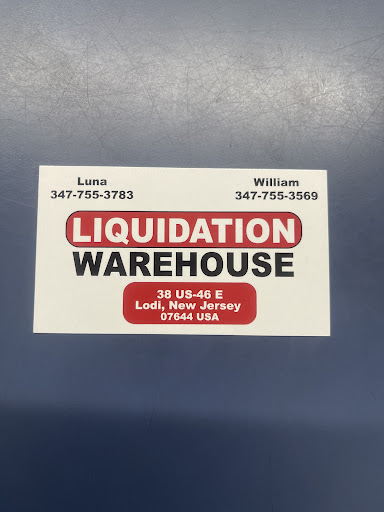 Luna
347-755-3783
William
347-755-3569
LIQUIDATION
WAREHOUSE
38 US-46 E
Lodi, New Jersey
07644 USA